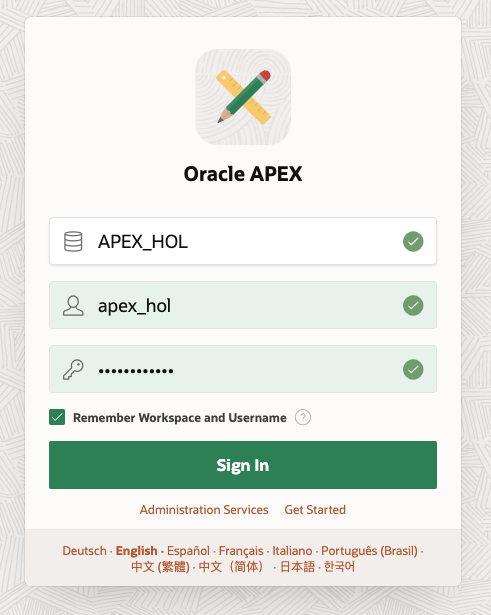 Oracle APEX
APEX_HOL
apex_hol
••••••••••••
Remember Workspace and Username ?
Sign In
Administration Services Get Started
Deutsch · English · Español · Français · Italiano · Português (Brasil) ·
中文 (繁體) · 中文（简体） · 日本語 · 한국어